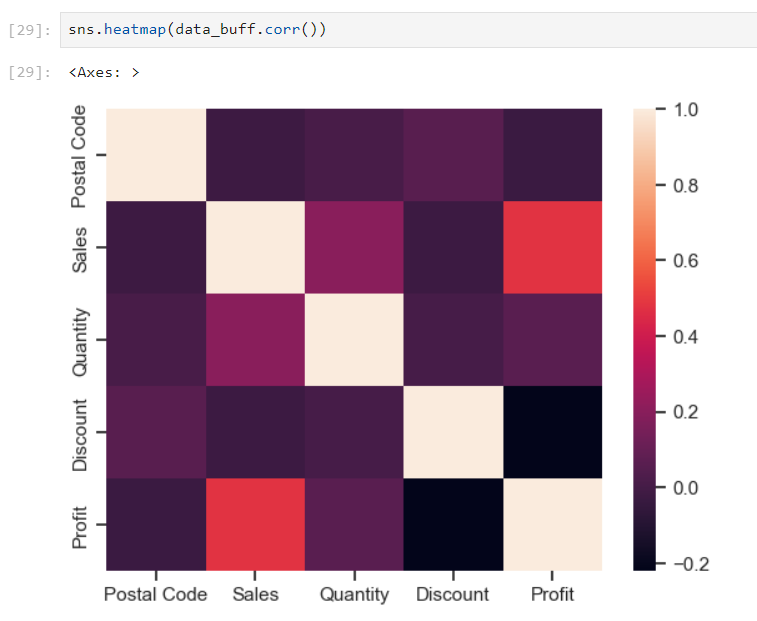 [29]: sns.heatmap(data_buff.corr())
[29]: <Axes: >
Postal Code
Sales
Quantity
Discount
Profit
1.0
0.8
0.6
0.4
0.2
0.0
−0.2
Postal Code Sales Quantity Discount Profit